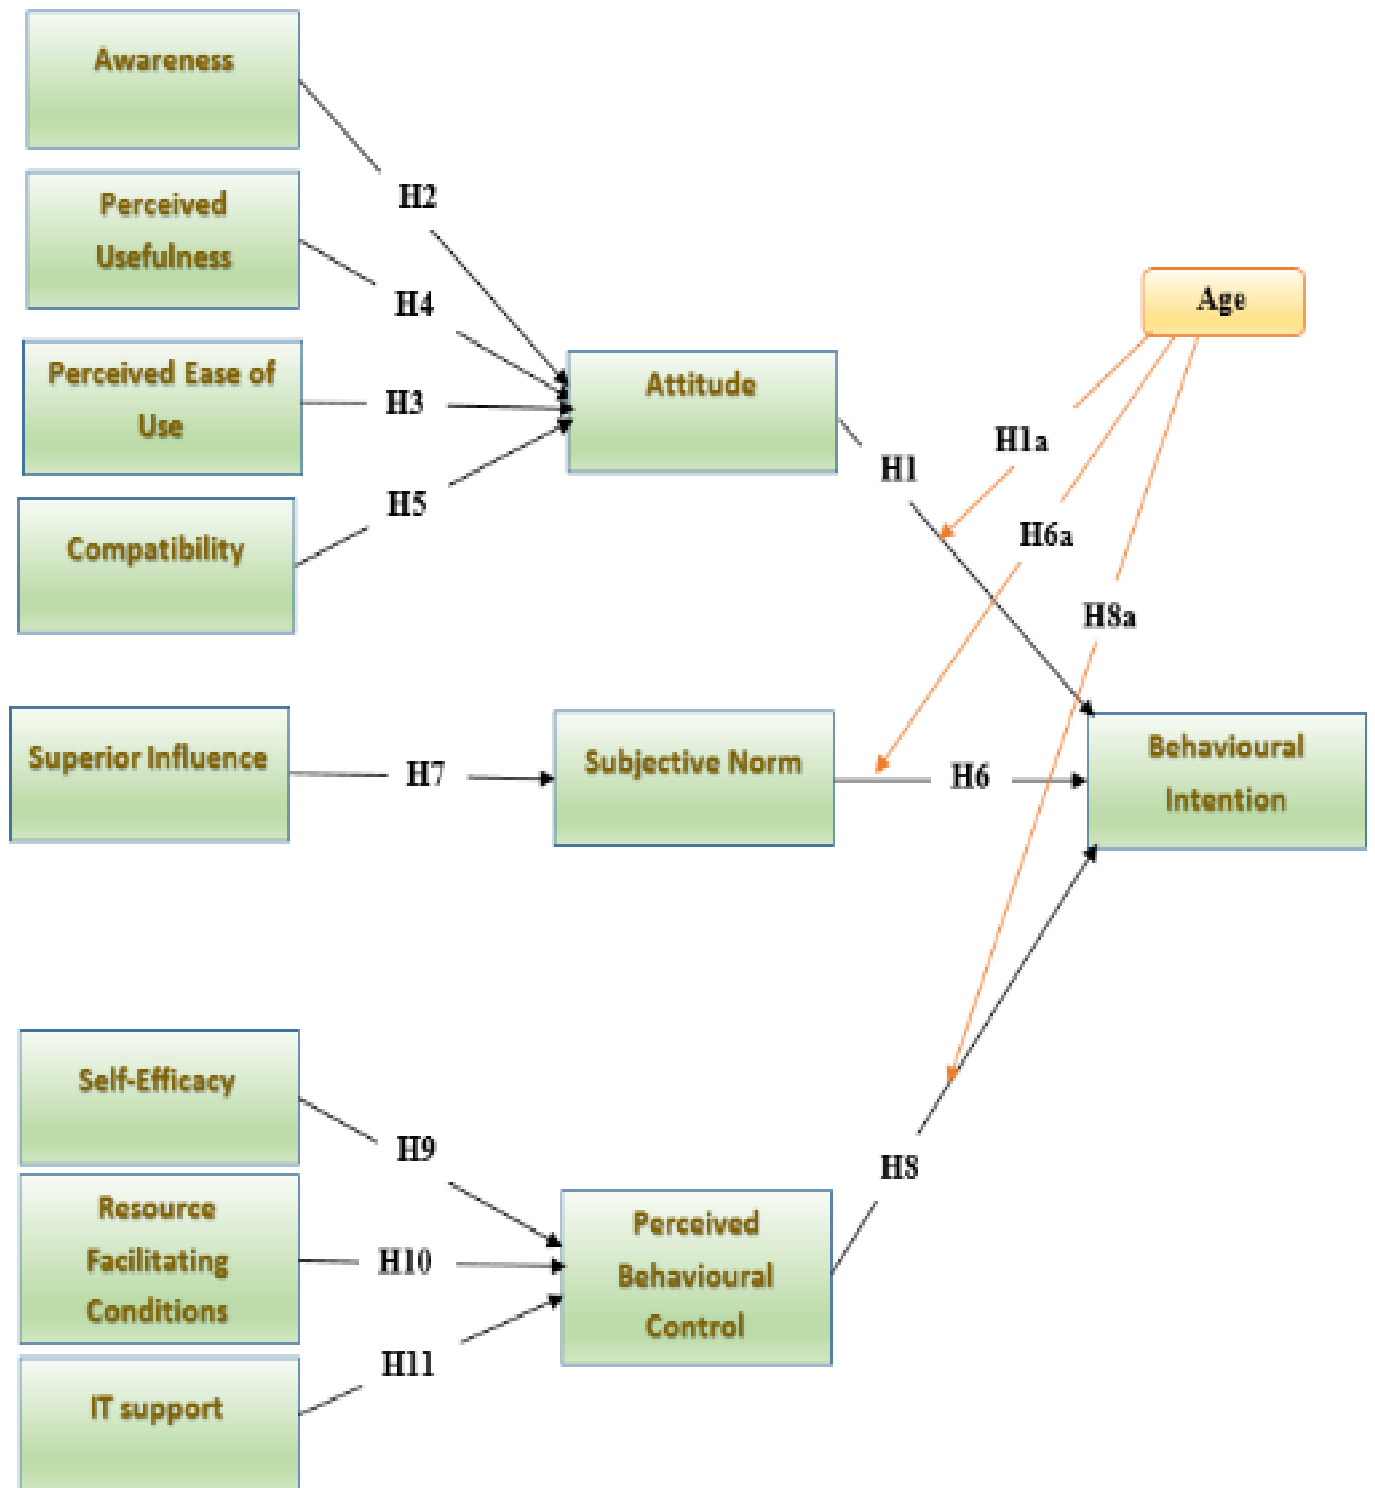 Awareness
H2
Perceived
Usefulness
H4
Age
Perceived Ease of
Use
H3
Attitude
H1a
H1
H5
Compatibility
H6a
H8a
Superior Influence
H7
Subjective Norm
H6
Behavioural
Intention
Self-Efficacy
H9
H8
Resource
Facilitating
Conditions
H10
Perceived
Behavioural
Control
H11
IT support